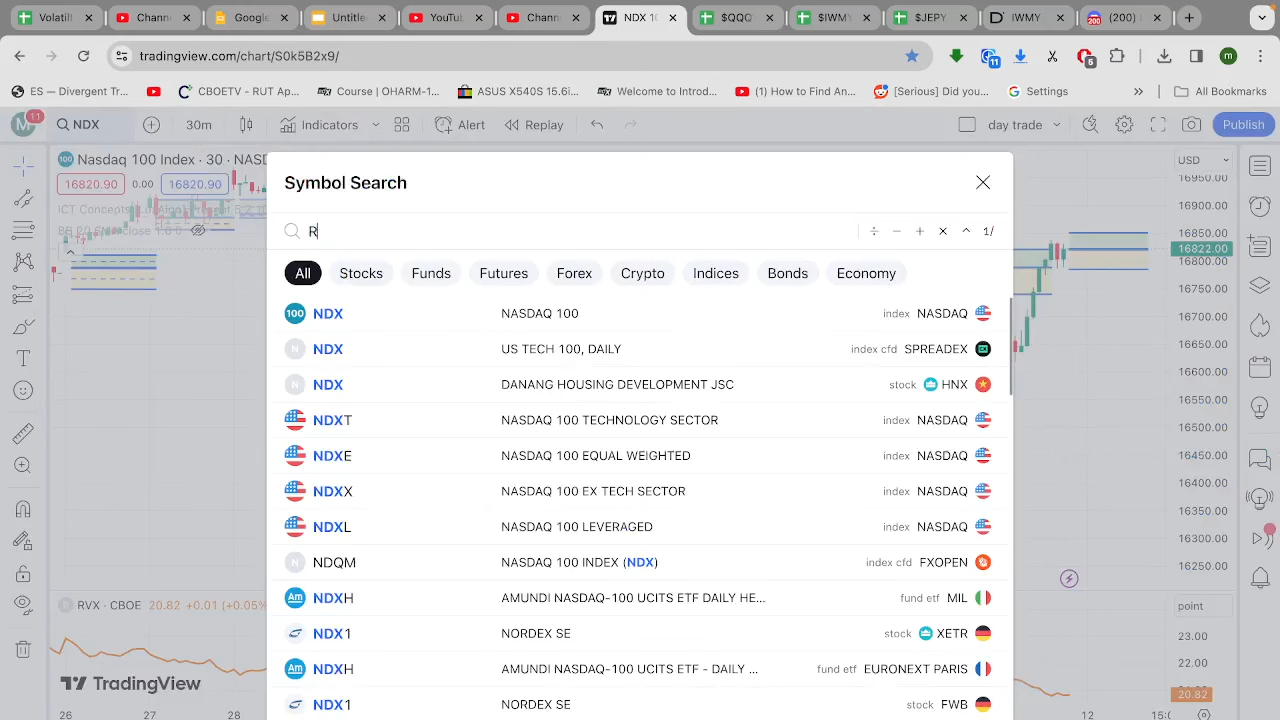 Volatil
Chann
Google
Untitle
YouTu
Chann
NDX 10
$QQQ
$IWM
$JEPY
IWMY
(200)
tradingview.com/chart/S0k5B2x9/
ES — Divergent Tr...
CBOETV – RUT Ap...
Course | OHARM-1...
ASUS X540S 15.6i...
Welcome to Introd...
(1) How to Find An...
[Serious] Did you...
Settings
All Bookmarks
M 11
NDX
30m
Indicators
Alert
Replay
day trade
Publish
Nasdaq 100 Index · 30 · NASD
16820.90
0.00
16820.90
USD
Symbol Search
R
÷ − + × ^ 1/
All
Stocks
Funds
Futures
Forex
Crypto
Indices
Bonds
Economy
100 NDX NASDAQ 100 index NASDAQ
N NDX US TECH 100, DAILY index cfd SPREADEX
N NDX DANANG HOUSING DEVELOPMENT JSC stock HNX
NDXT NASDAQ 100 TECHNOLOGY SECTOR index NASDAQ
NDXE NASDAQ 100 EQUAL WEIGHTED index NASDAQ
NDXX NASDAQ 100 EX TECH SECTOR index NASDAQ
NDXL NASDAQ 100 LEVERAGED index NASDAQ
N NDQM NASDAQ 100 INDEX (NDX) index cfd FXOPEN
Am NDXH AMUNDI NASDAQ-100 UCITS ETF DAILY HE... fund etf MIL
NDX1 NORDEX SE stock XETR
Am NDXH AMUNDI NASDAQ-100 UCITS ETF - DAILY ... fund etf EURONEXT PARIS
NDX1 NORDEX SE stock FWB
16950.00
16900.00
16850.00
16822.00
16800.00
16750.00
16700.00
16650.00
16600.00
16550.00
16500.00
16450.00
16400.00
16350.00
16300.00
16250.00
R RVX · CBOE 20.82 +0.01 (+0.05%
point
23.00
22.00
20.82
TradingView
26
27
28
12
15:0